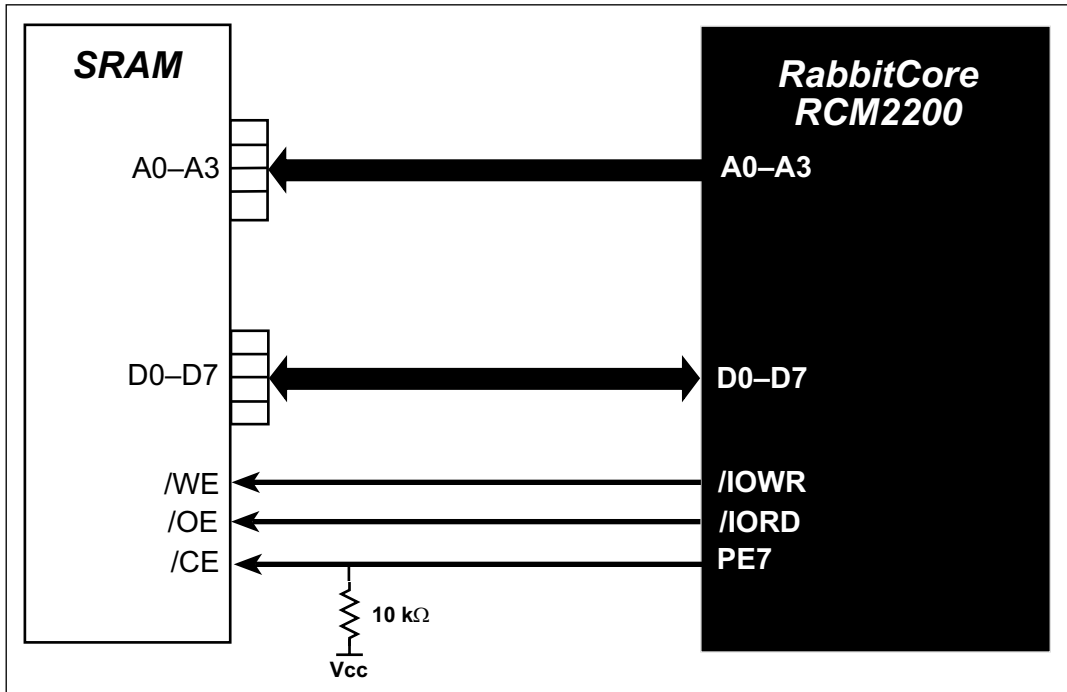 SRAM
A0–A3
D0–D7
/WE
/OE
/CE
10 kΩ
Vcc
RabbitCore
RCM2200
A0–A3
D0–D7
/IOWR
/IORD
PE7